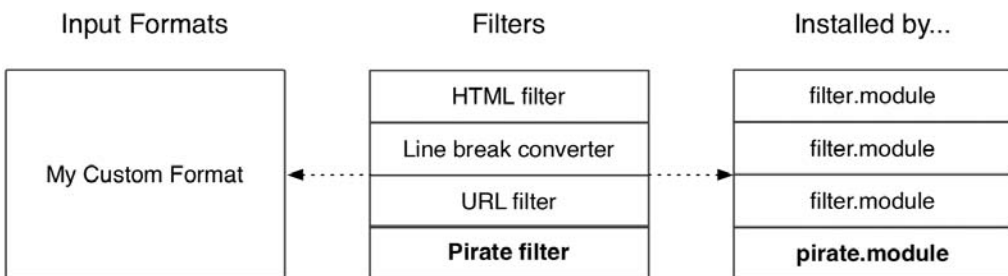 Input Formats Filters Installed by...
HTML filter filter.module
Line break converter filter.module
My Custom Format
URL filter filter.module
Pirate filter pirate.module